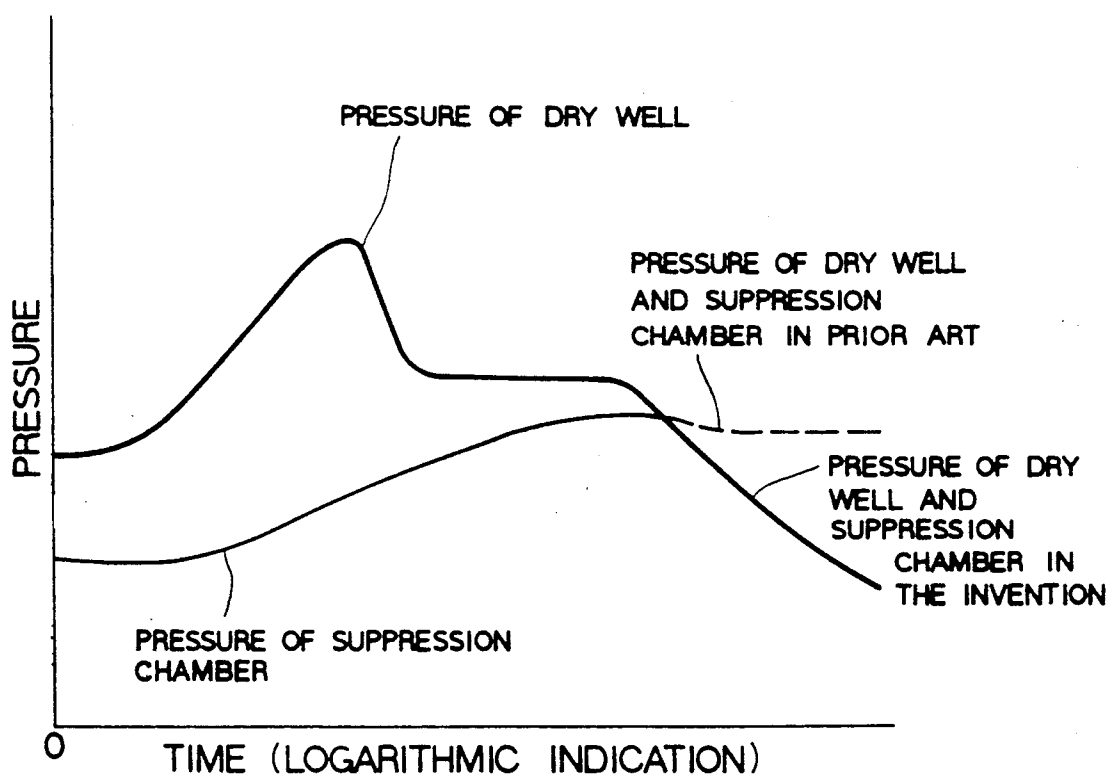 PRESSURE OF DRY WELL
PRESSURE OF DRY WELL
AND SUPPRESSION
CHAMBER IN PRIOR ART
PRESSURE
PRESSURE OF DRY
WELL AND
SUPPRESSION
CHAMBER IN
THE INVENTION
PRESSURE OF SUPPRESSION
CHAMBER
0
TIME (LOGARITHMIC INDICATION)